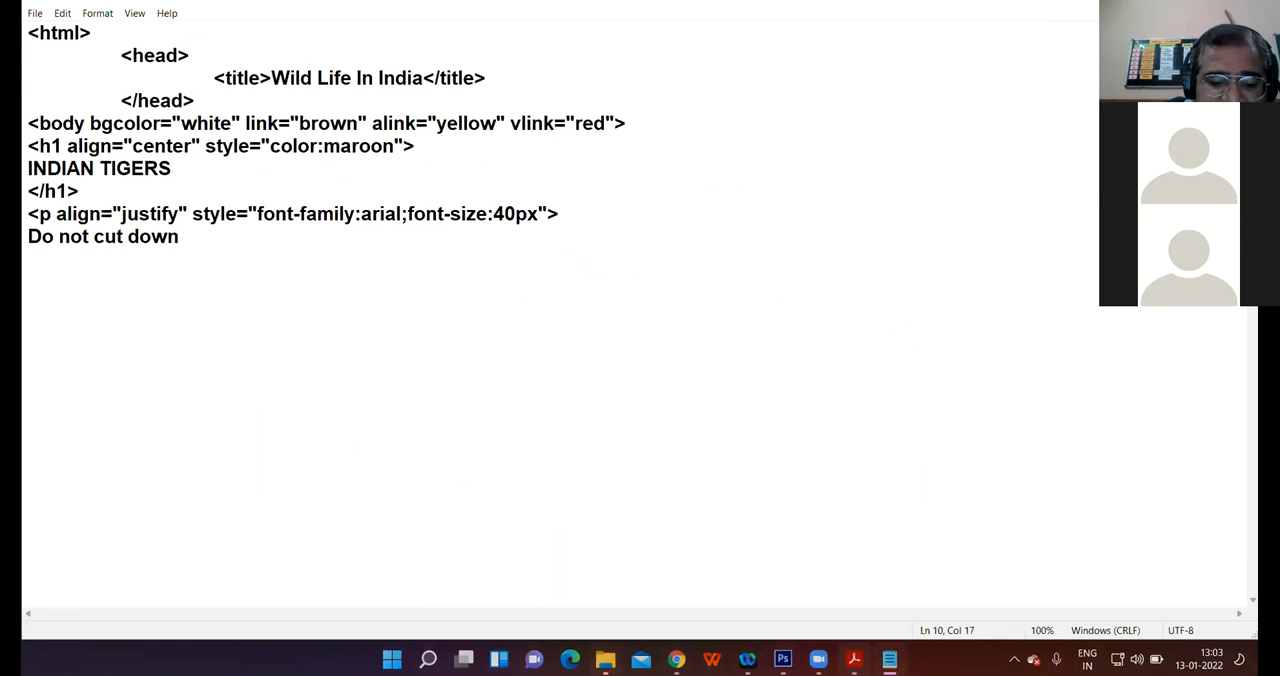 File Edit Format View Help
<html>
<head>
<title>Wild Life In India</title>
</head>
<body bgcolor="white" link="brown" alink="yellow" vlink="red">
<h1 align="center" style="color:maroon">
INDIAN TIGERS
</h1>
<p align="justify" style="font-family:arial;font-size:40px">
Do not cut down
Ln 10, Col 17 100% Windows (CRLF) UTF-8
ENG
IN
13:03
13-01-2022